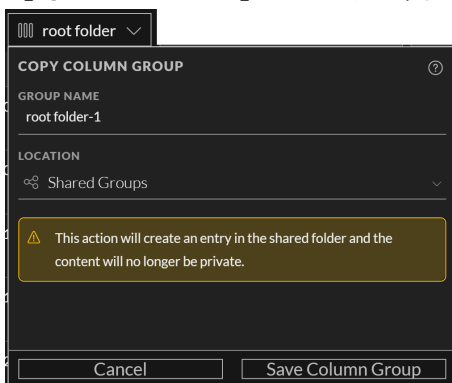 root folder
COPY COLUMN GROUP
GROUP NAME
root folder-1
LOCATION
Shared Groups
This action will create an entry in the shared folder and the
content will no longer be private.
Cancel Save Column Group